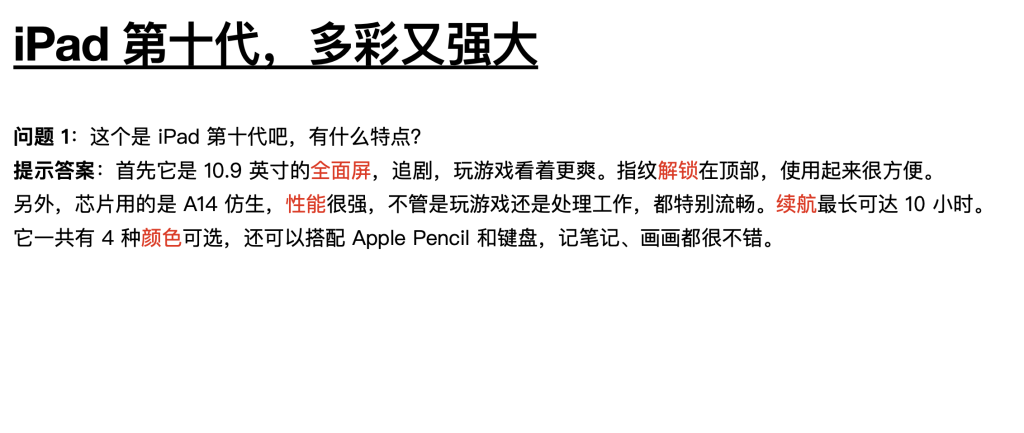 iPad 第十代，多彩又强大
问题 1：这个是 iPad 第十代吧，有什么特点？
提示答案：首先它是 10.9 英寸的全面屏，追剧，玩游戏看着更爽。指纹解锁在顶部，使用起来很方便。
另外，芯片用的是 A14 仿生，性能很强，不管是玩游戏还是处理工作，都特别流畅。续航最长可达 10 小时。
它一共有 4 种颜色可选，还可以搭配 Apple Pencil 和键盘，记笔记、画画都很不错。